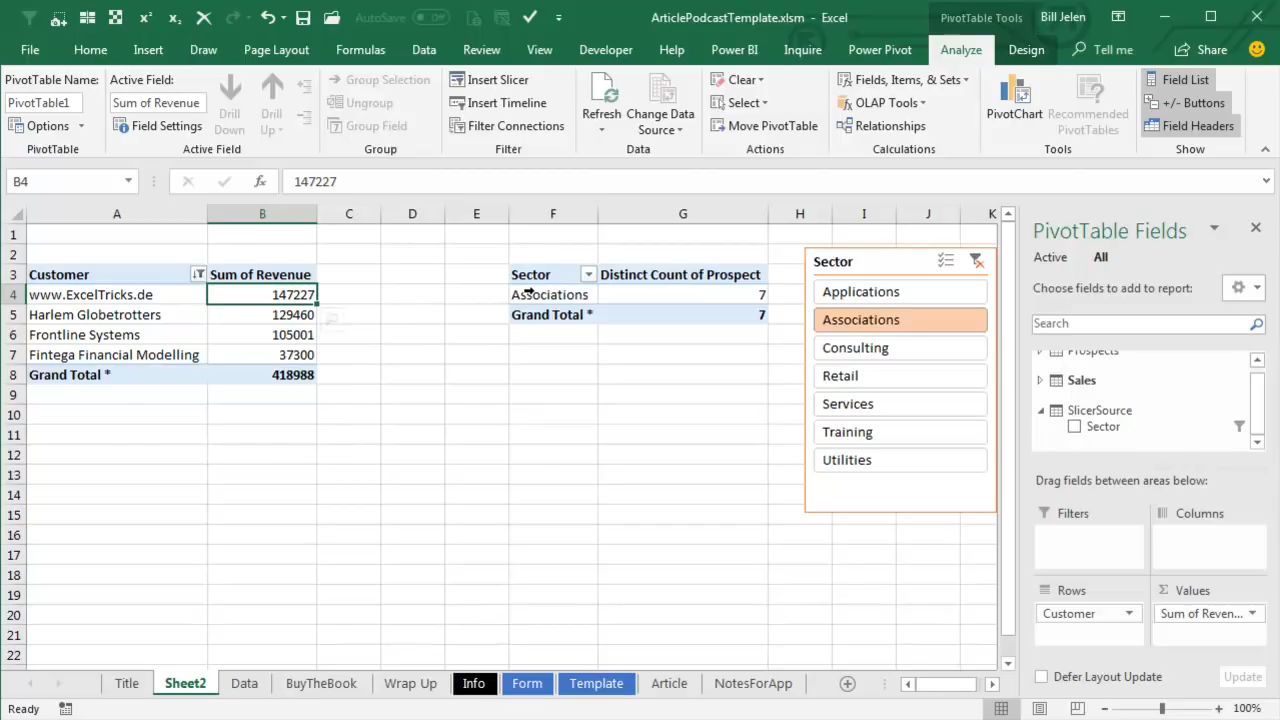 AutoSave
Off
ArticlePodcastTemplate.xlsm - Excel
PivotTable Tools
Bill Jelen
File Home Insert Draw Page Layout Formulas Data Review View Developer Help Power BI Inquire Power Pivot Analyze Design Tell me Share
PivotTable Name: Active Field:
PivotTable1 Sum of Revenue
Options Field Settings
Drill Down
Drill Up
PivotTable Active Field
Group Selection
Ungroup
Group Field
Group
Insert Slicer
Insert Timeline
Filter Connections
Filter
Refresh
Change Data Source
Data
Clear
Select
Move PivotTable
Actions
Fields, Items, & Sets
OLAP Tools
Relationships
Calculations
PivotChart
Recommended PivotTables
Tools
Field List
+/- Buttons
Field Headers
Show
B4 fx 147227
A B C D E F G H I J K
1
2
3 Customer Sum of Revenue Sector Distinct Count of Prospect
4 www.ExcelTricks.de 147227 Associations 7
5 Harlem Globetrotters 129460 Grand Total * 7
6 Frontline Systems 105001
7 Fintega Financial Modelling 37300
8 Grand Total * 418988
9
10
11
12
13
14
15
16
17
18
19
20
21
22
Sector
Applications
Associations
Consulting
Retail
Services
Training
Utilities
PivotTable Fields
Active All
Choose fields to add to report:
Search
Prospects
Sales
SlicerSource
Sector
Drag fields between areas below:
Filters Columns
Rows Σ Values
Customer Sum of Reven...
Defer Layout Update Update
Title Sheet2 Data BuyTheBook Wrap Up Info Form Template Article NotesForApp
Ready 100%